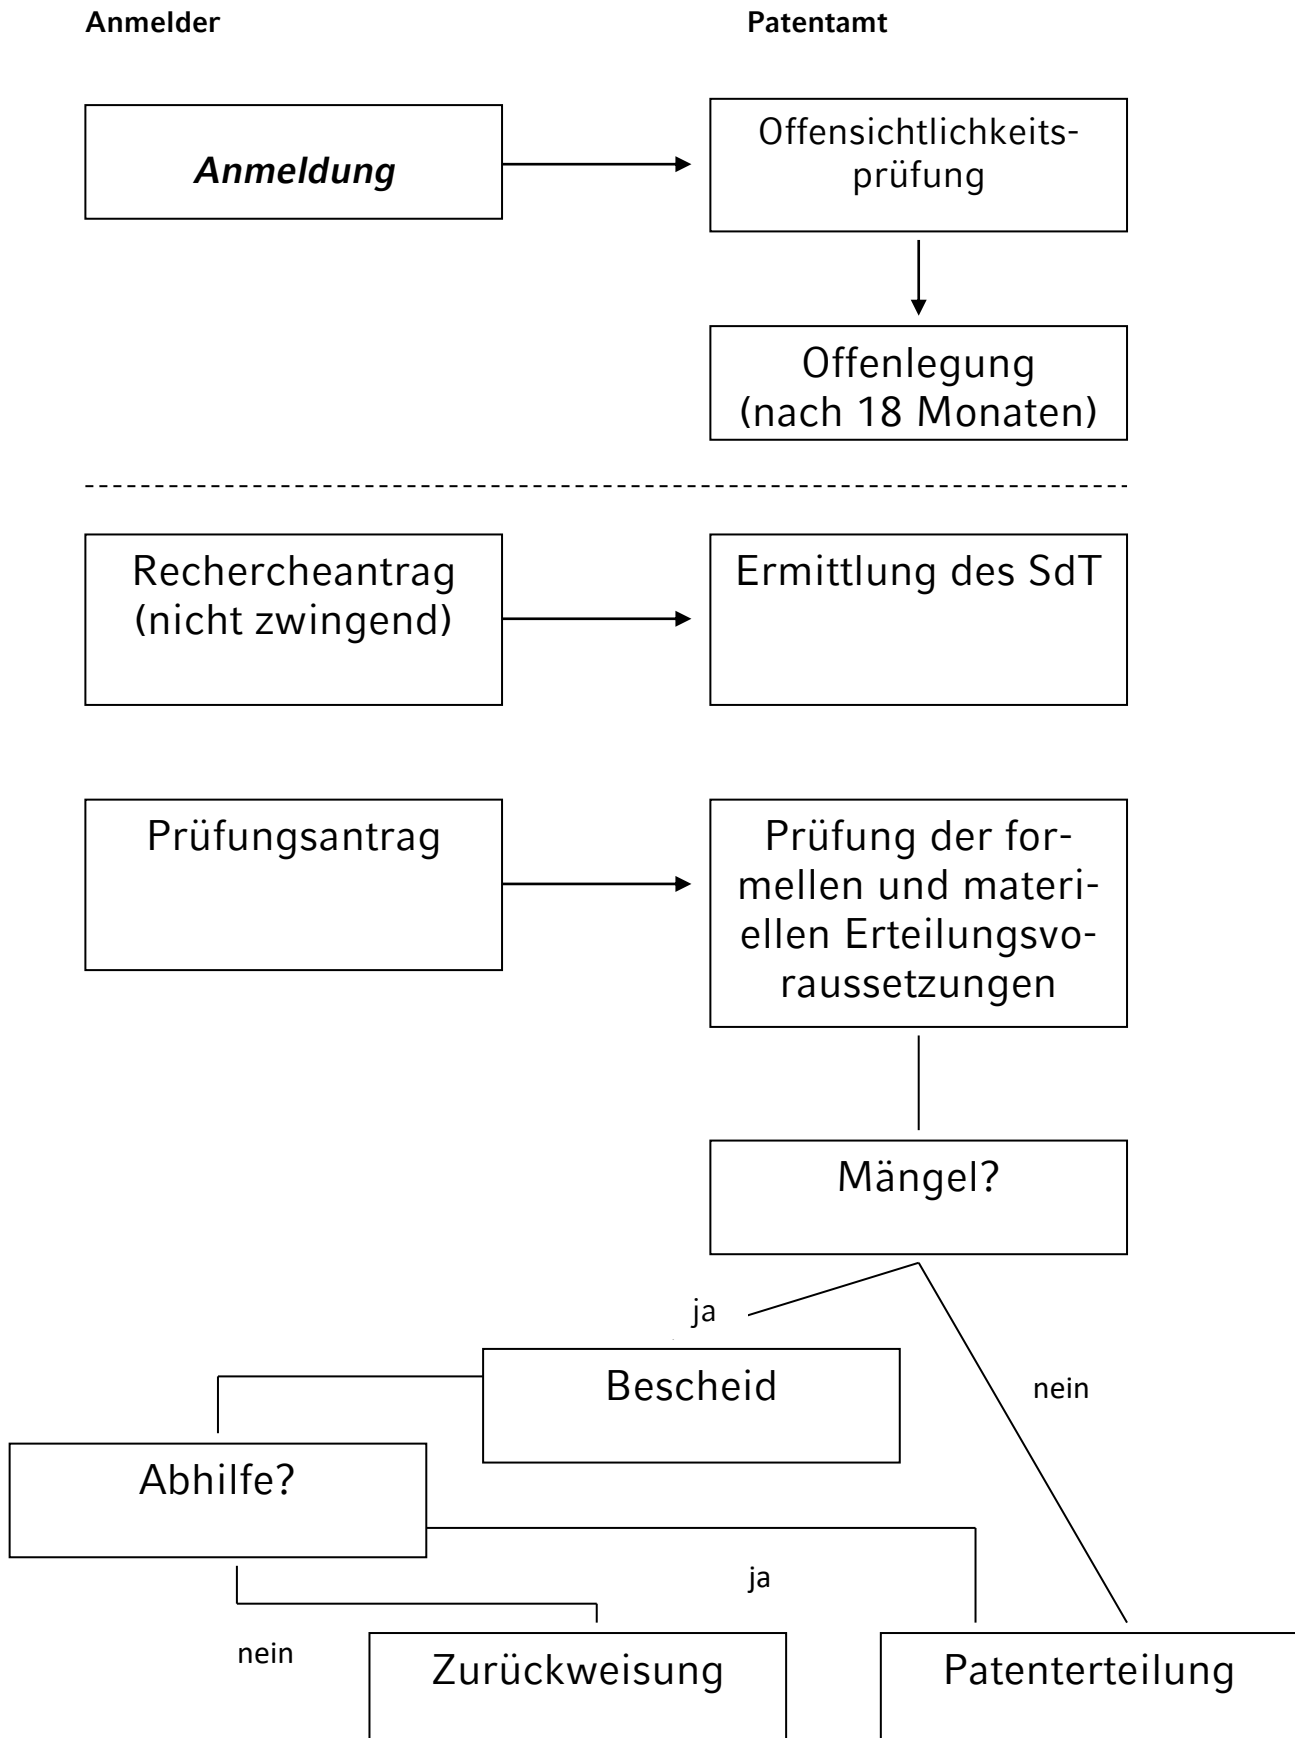 Anmelder
Patentamt
Anmeldung
Offensichtlichkeits-
prüfung
Offenlegung
(nach 18 Monaten)
Rechercheantrag
(nicht zwingend)
Ermittlung des SdT
Prüfungsantrag
Prüfung der for-
mellen und materi-
ellen Erteilungsvo-
raussetzungen
Mängel?
ja
Bescheid
nein
Abhilfe?
ja
nein
Zurückweisung
Patenterteilung